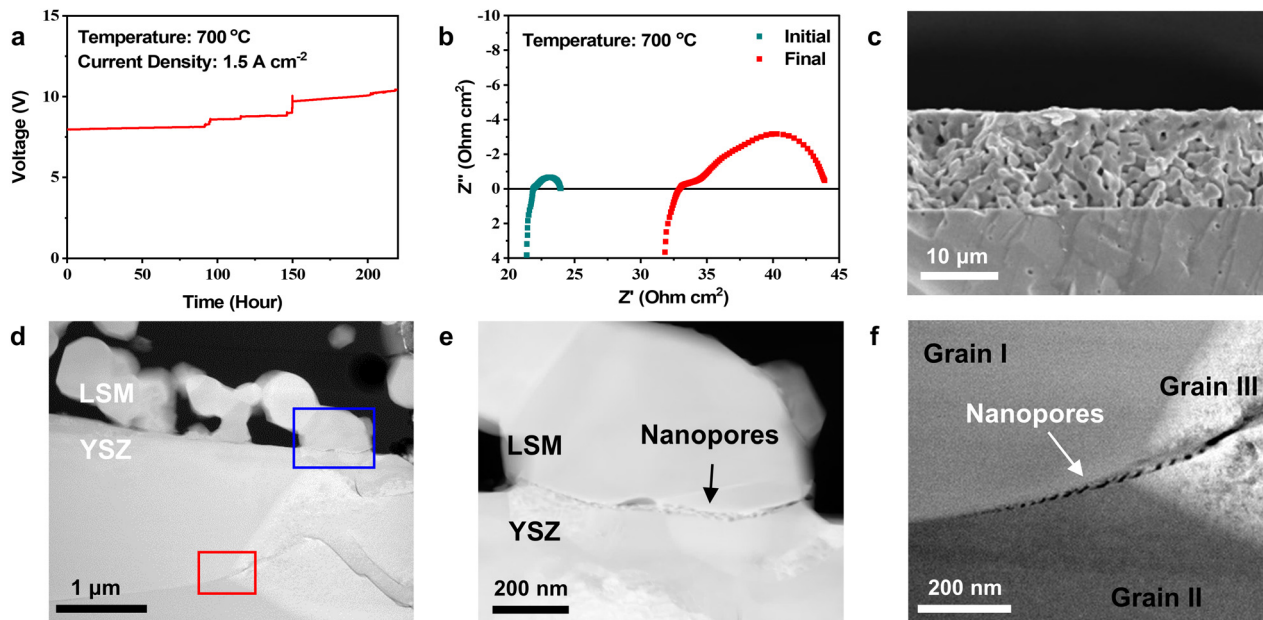 a
Temperature: 700 °C
Current Density: 1.5 A cm⁻²
Voltage (V)
15
10
5
0
0 50 100 150 200
Time (Hour)
b
Temperature: 700 °C
Initial
Final
Z'' (Ohm cm²)
-10
-8
-6
-4
-2
0
2
4
20 25 30 35 40 45
Z' (Ohm cm²)
c
10 µm
d
LSM
YSZ
1 µm
e
LSM
Nanopores
YSZ
200 nm
f
Grain I
Grain III
Nanopores
200 nm
Grain II